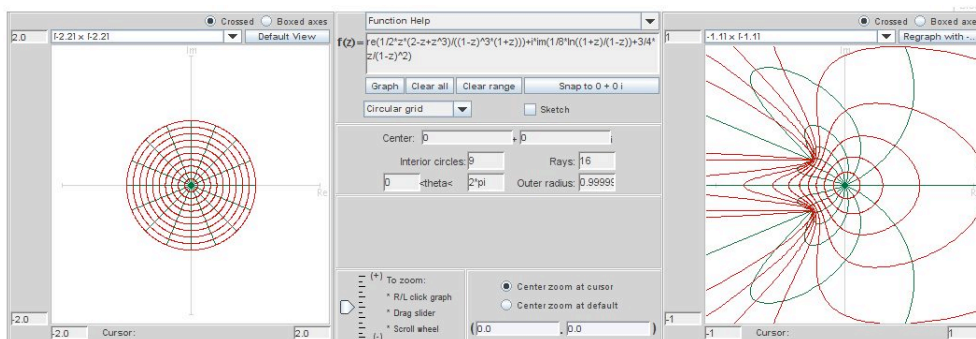 Crossed Boxed axes
2.0 [-2.2] x [-2.2] Default View
Im
Re
-2.0
-2.0 Cursor: 2.0
Function Help
f(z)= re(1/2*z*(2-z+z^3)/((1-z)^3*(1+z)))+i*im(1/8*ln((1+z)/(1-z))+3/4*
z/(1-z)^2)
Graph Clear all Clear range Snap to 0 + 0 i
Circular grid Sketch
Center: 0 + 0 i
Interior circles: 9 Rays: 16
0 <theta< 2*pi Outer radius: 0.9999
(+) To zoom:
* R/L click graph
* Drag slider
* Scroll wheel
(-)
Center zoom at cursor
Center zoom at default
( 0.0 , 0.0 )
Crossed Boxed axes
1 [-1.1] x [-1.1] Regraph with -...
Im
-1
-1 Cursor: 1